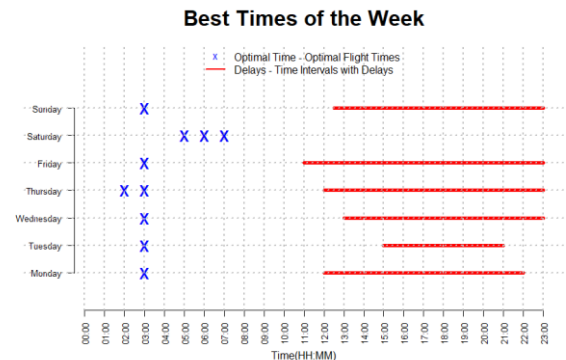 Best Times of the Week
X Optimal Time - Optimal Flight Times
Delays - Time Intervals with Delays
Sunday
Saturday
Friday
Thursday
Wednesday
Tuesday
Monday
00:00 01:00 02:00 03:00 04:00 05:00 06:00 07:00 08:00 09:00 10:00 11:00 12:00 13:00 14:00 15:00 16:00 17:00 18:00 19:00 20:00 21:00 22:00 23:00
Time(HH:MM)